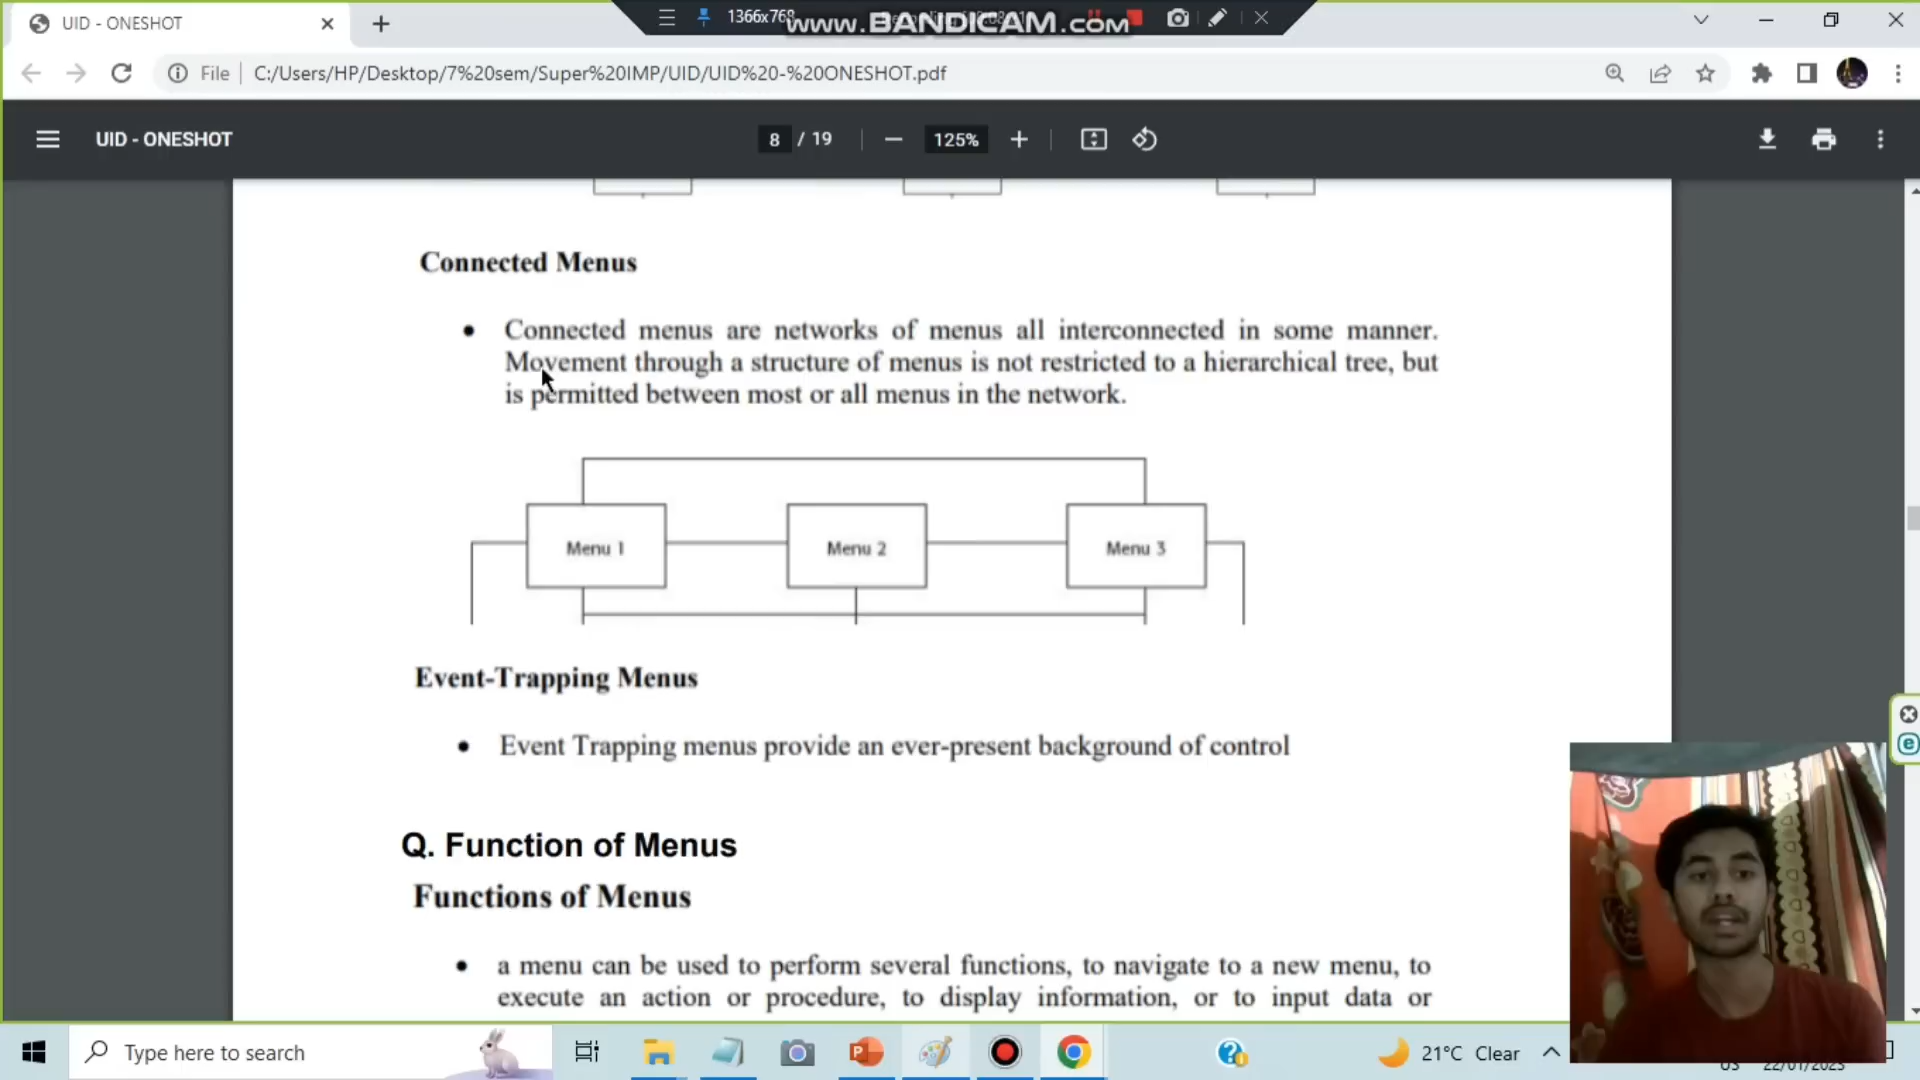 UID - ONESHOT
1366x768
www.BANDICAM.com
File
C:/Users/HP/Desktop/7%20sem/Super%20IMP/UID/UID%20-%20ONESHOT.pdf
UID - ONESHOT
8 / 19
125%
Connected Menus
• Connected menus are networks of menus all interconnected in some manner.
Movement through a structure of menus is not restricted to a hierarchical tree, but
is permitted between most or all menus in the network.
Menu 1
Menu 2
Menu 3
Event-Trapping Menus
• Event Trapping menus provide an ever-present background of control
Q. Function of Menus
Functions of Menus
• a menu can be used to perform several functions, to navigate to a new menu, to
execute an action or procedure, to display information, or to input data or
Type here to search
21°C Clear
US
22/01/2023